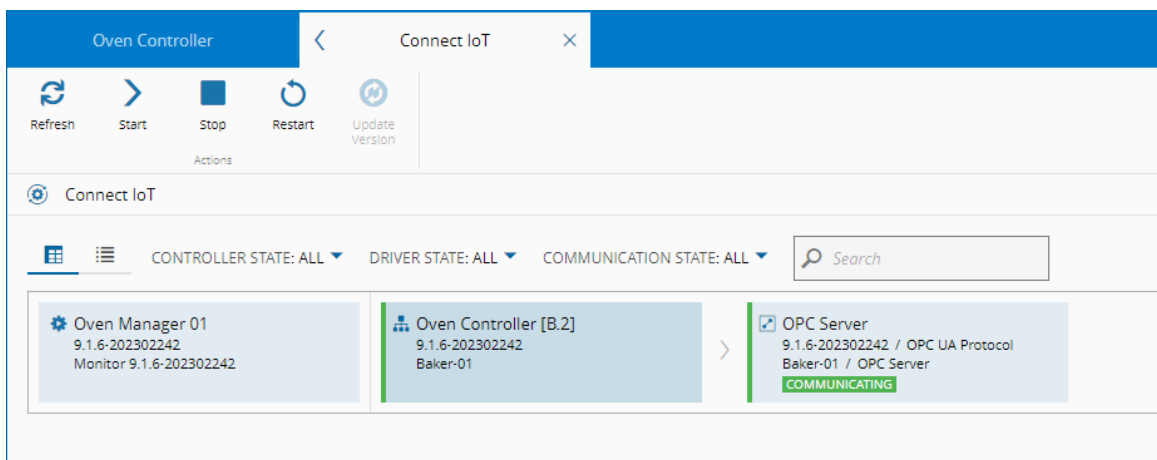 Oven Controller
Connect IoT
Refresh
Start
Stop
Restart
Update
Version
Actions
Connect IoT
CONTROLLER STATE: ALL
DRIVER STATE: ALL
COMMUNICATION STATE: ALL
Search
Oven Manager 01
9.1.6-202302242
Monitor 9.1.6-202302242
Oven Controller [B.2]
9.1.6-202302242
Baker-01
OPC Server
9.1.6-202302242 / OPC UA Protocol
Baker-01 / OPC Server
COMMUNICATING